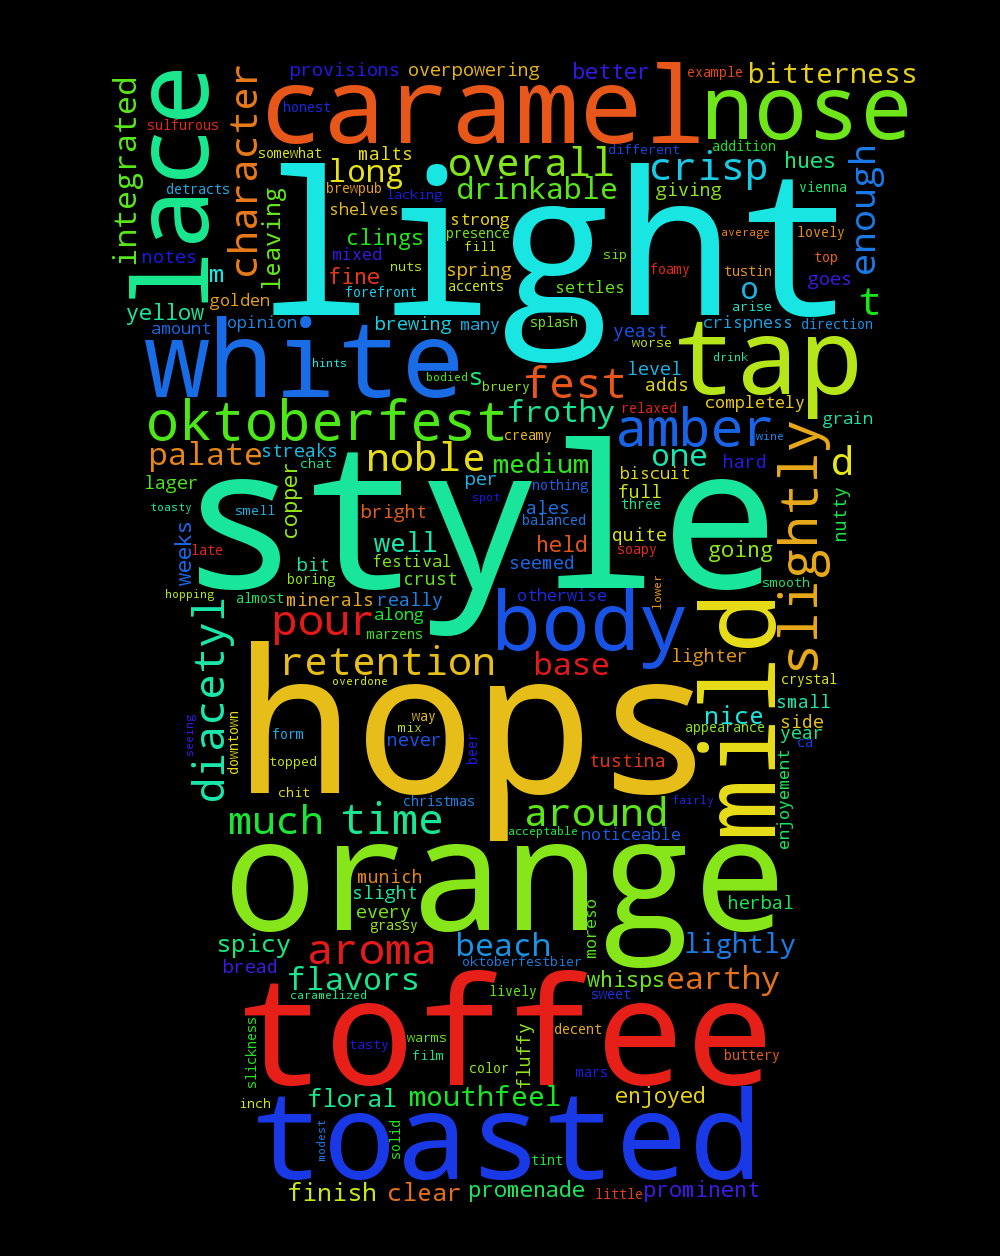 provisions overpowering better example bitterness
caramel nose
lace integrated character
sulfurous honest
somewhat malts overall different addition
long crisp hues enough
detracts brewpub lacking drinkable giving vienna
leaving shelves strong
light
notes mixed clings presence average lovely
fill
m fine nuts spring sip foamy tustin top goes
golden forefront accents settles o t
yellow arise
amount opinion brewing many splash yeast crispness direction
white hints worse tap
drink
bodied s bruery fest level adds
oktoberfest frothy relaxed completely grain
creamy amber wine
palate streaks noble medium one hard d
chat slightly
lager copper per nothing biscuit
style
toasty smell spot full nutty
bright ales three
balanced
weeks late well held quite soapy going
festival seemed
bit boring crust smooth
hopping almost minerals really otherwise lower
pour along body mild
marzens
diacetyl retention base lighter
overdone crystal
hops
small
seeing downtown way nice side
form mix never beer appearance year ca
topped tustina enjoyement
chit christmas fairly
much time around
acceptable noticeable
orange
munich
slight herbal
every moreso
grassy
spicy aroma beach lightly
bread oktoberfestbier
flavors whisps earthy
caramelized lively sweet
toffee
slickness tasty warms fluffy decent
film buttery
color mars
inch floral mouthfeel enjoyed
toasted
modest solid tint
finish clear promenade little prominent